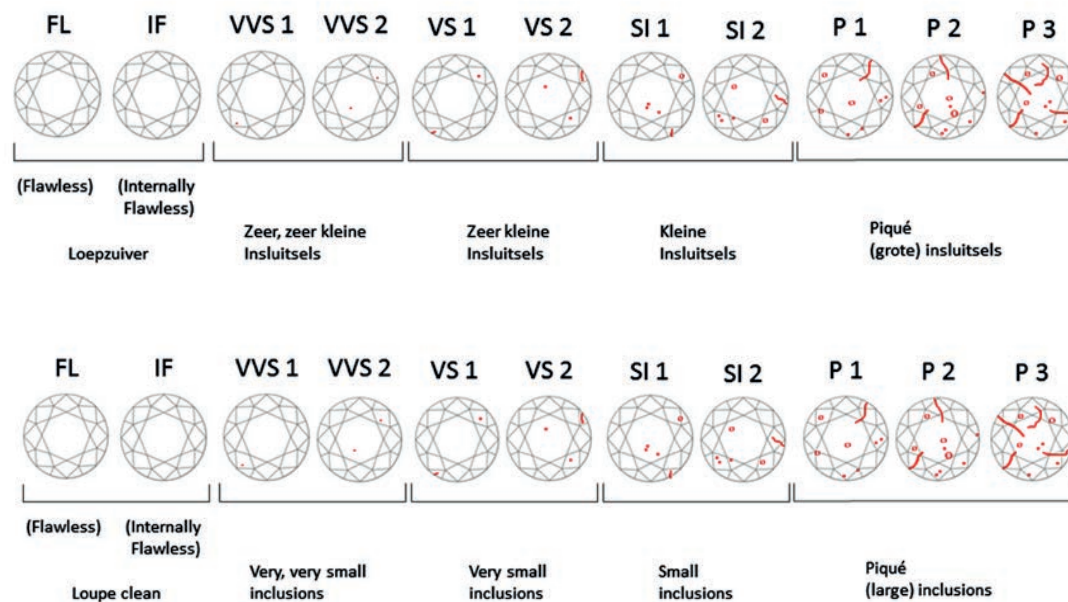 FL IF VVS 1 VVS 2 VS 1 VS 2 SI 1 SI 2 P 1 P 2 P 3
(Flawless) (Internally
Flawless)
Loepzuiver
Zeer, zeer kleine
Insluitsels
Zeer kleine
Insluitsels
Kleine
Insluitsels
Piqué
(grote) insluitsels
FL IF VVS 1 VVS 2 VS 1 VS 2 SI 1 SI 2 P 1 P 2 P 3
(Flawless) (Internally
Flawless)
Loupe clean
Very, very small
inclusions
Very small
inclusions
Small
inclusions
Piqué
(large) inclusions